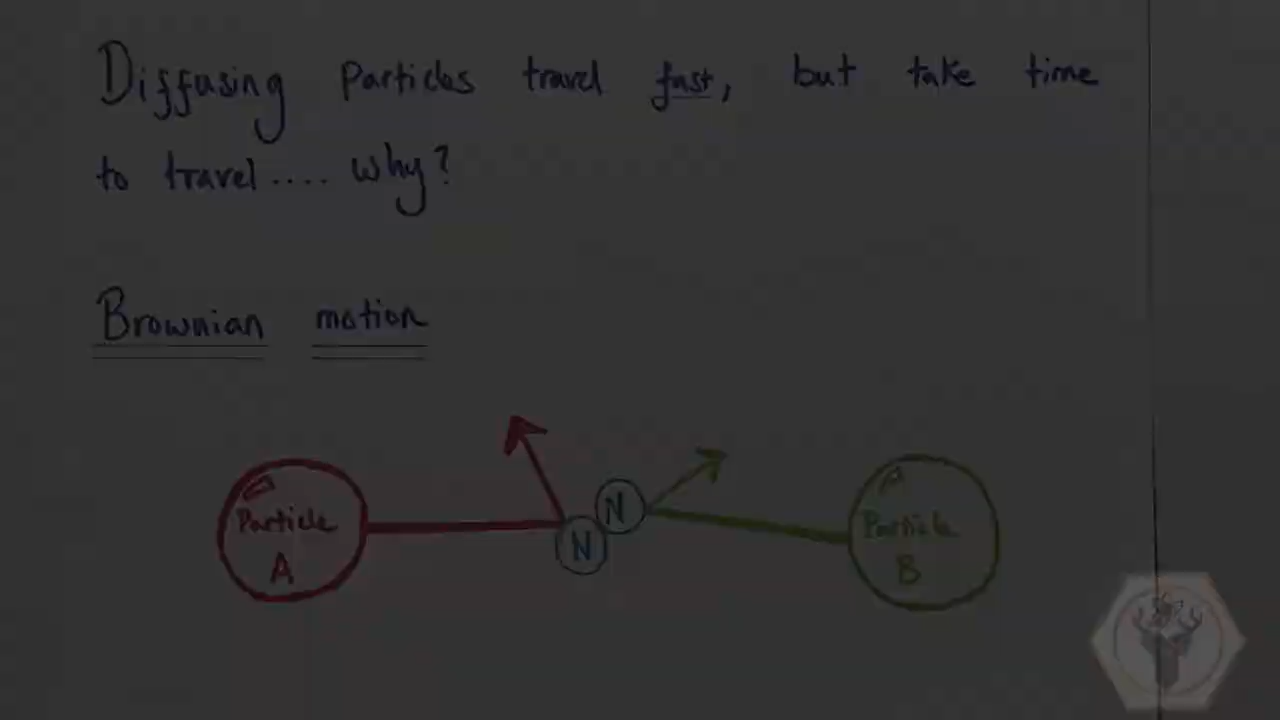 Diffusing Particles travel fast, but take time
to travel.... why?
Brownian motion
N
N
Particle
A
Particle
B